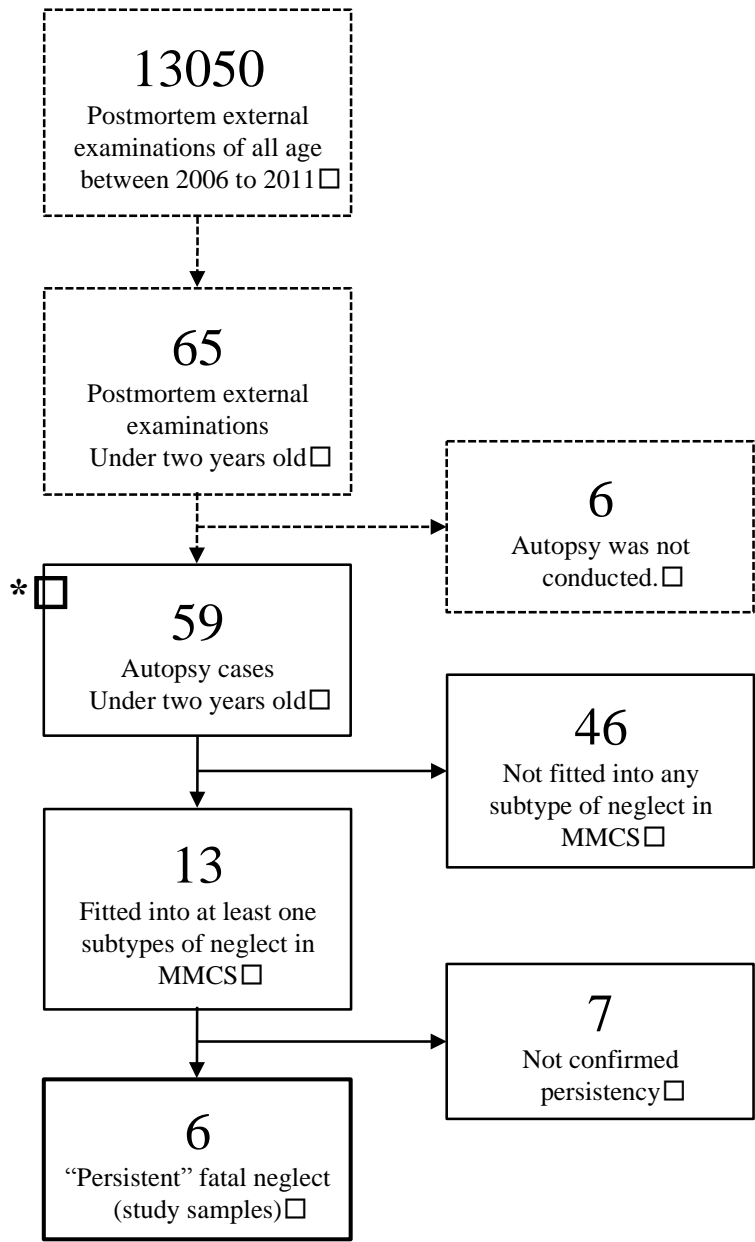 13050
Postmortem external
examinations of all age
between 2006 to 2011□
65
Postmortem external
examinations
Under two years old□
6
Autopsy was not
conducted.□
*□
59
Autopsy cases
Under two years old□
46
Not fitted into any
subtype of neglect in
MMCS□
13
Fitted into at least one
subtypes of neglect in
MMCS□
7
Not confirmed
persistency□
6
“Persistent” fatal neglect
(study samples)□